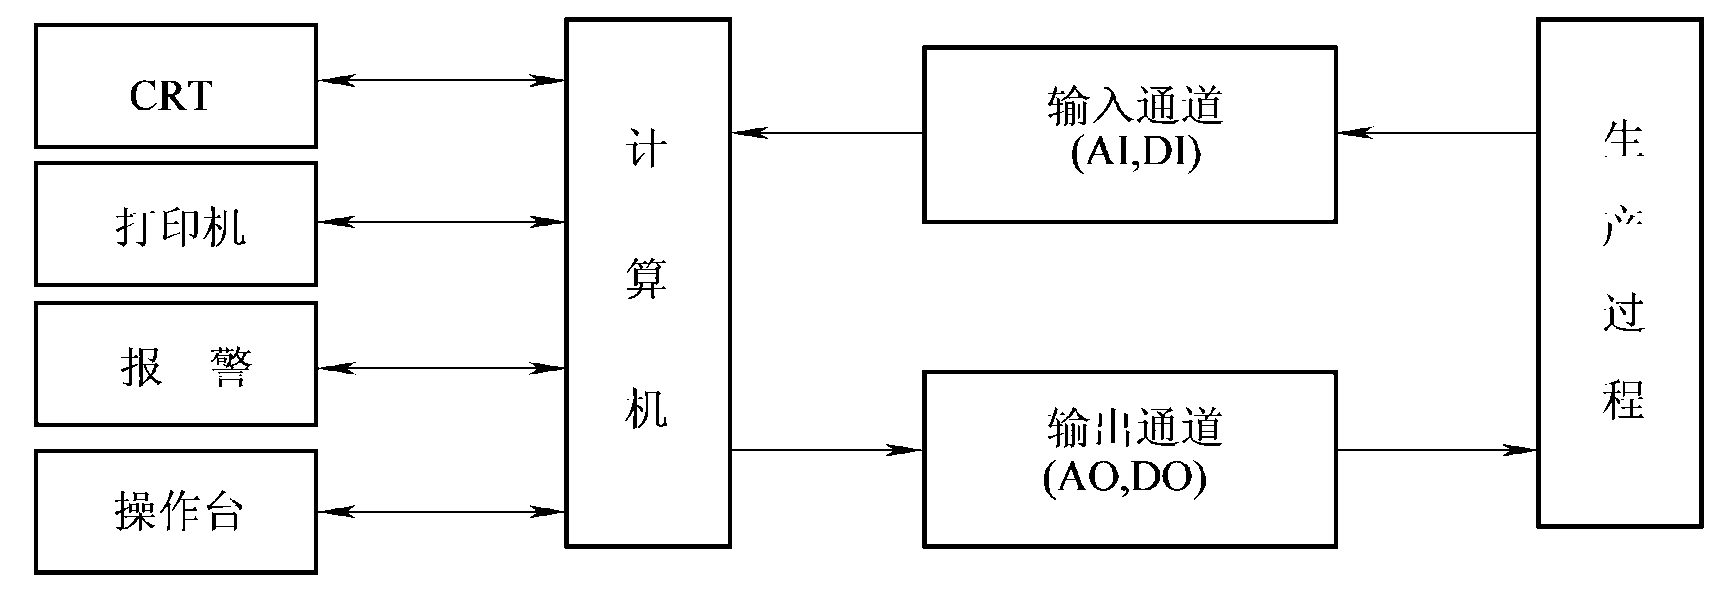 CRT
打印机
报 警
操作台
计算机
输入通道
(AI,DI)
输出通道
(AO,DO)
生产过程